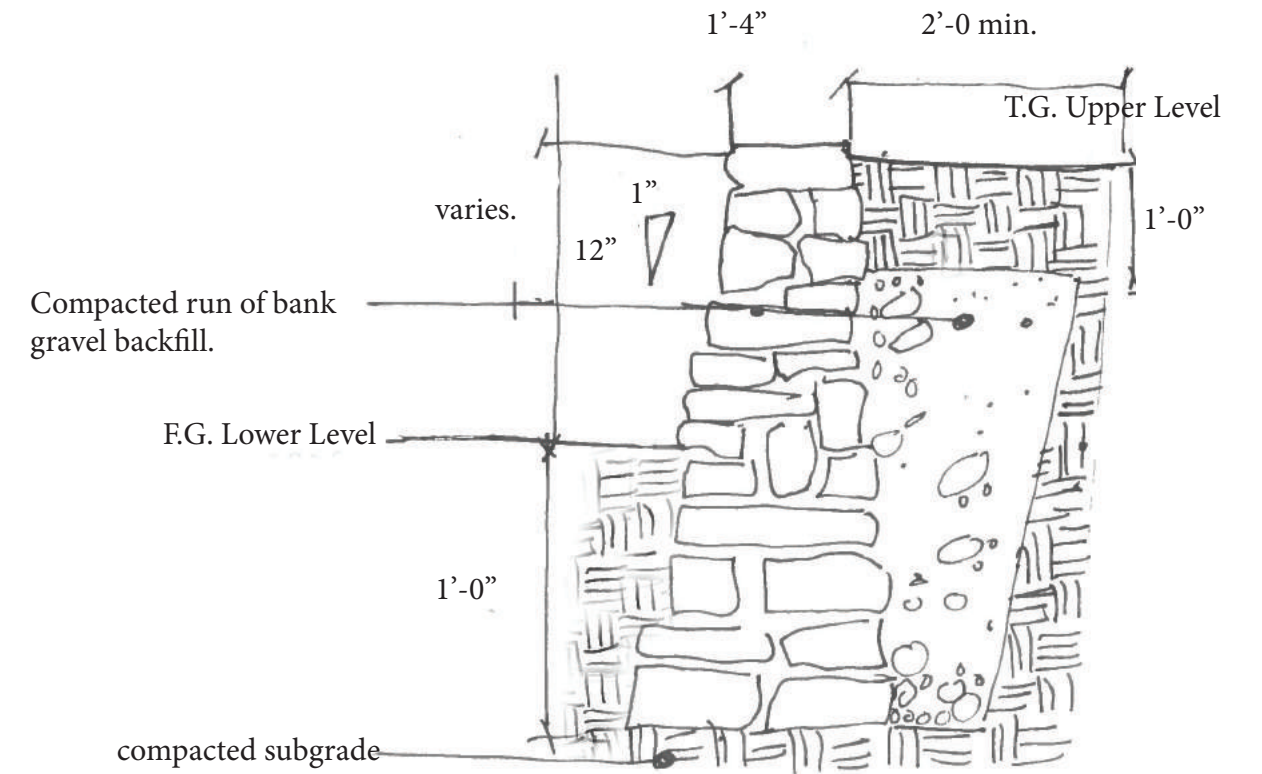 1’-4”
2’-0 min.
T.G. Upper Level
1”
varies.
1’-0”
12”
Compacted run of bank
gravel backfill.
F.G. Lower Level
1’-0”
compacted subgrade